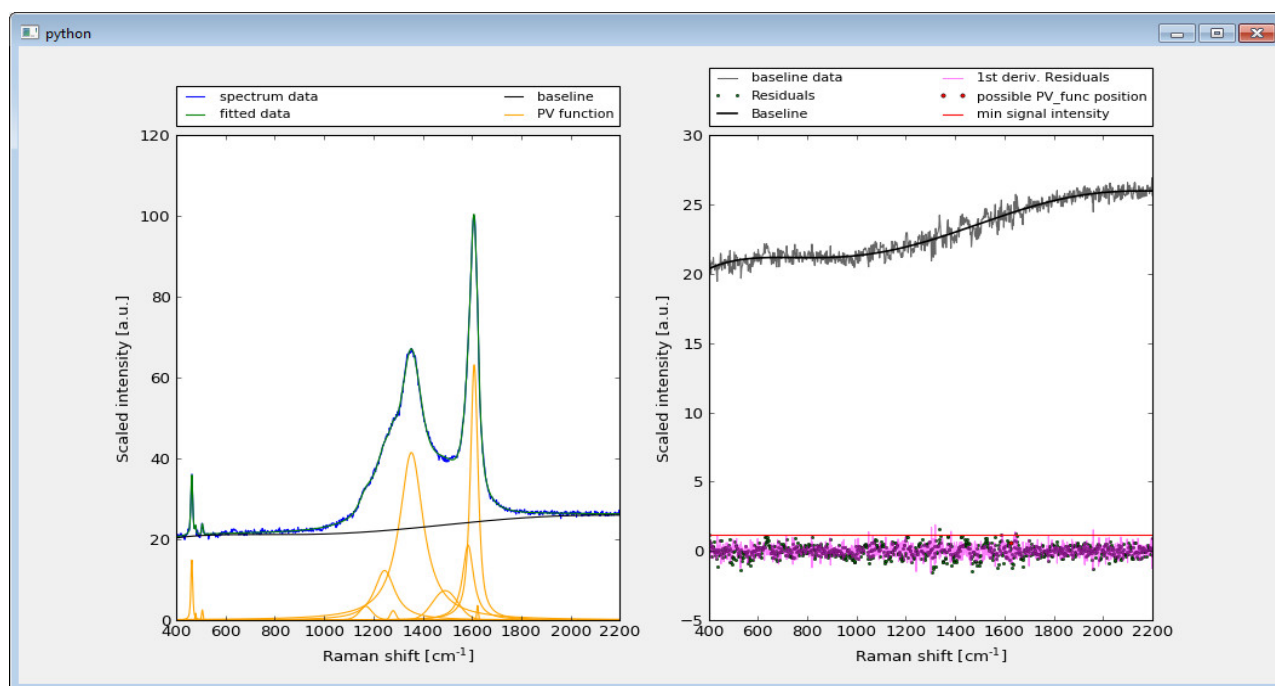 python
spectrum data
baseline
fitted data
PV function
120
100
80
60
40
20
0
400 600 1000 1200 1400 1600 1800 2000 2200
Scaled intensity [a.u.]
Raman shift [cm⁻¹]
baseline data
1st deriv. Residuals
Residuals
possible PV_func position
Baseline
min signal intensity
30
25
20
15
10
5
0
−5
400 600 800 1000 1200 1400 1600 1800 2000 2200
Scaled intensity [a.u.]
Raman shift [cm⁻¹]